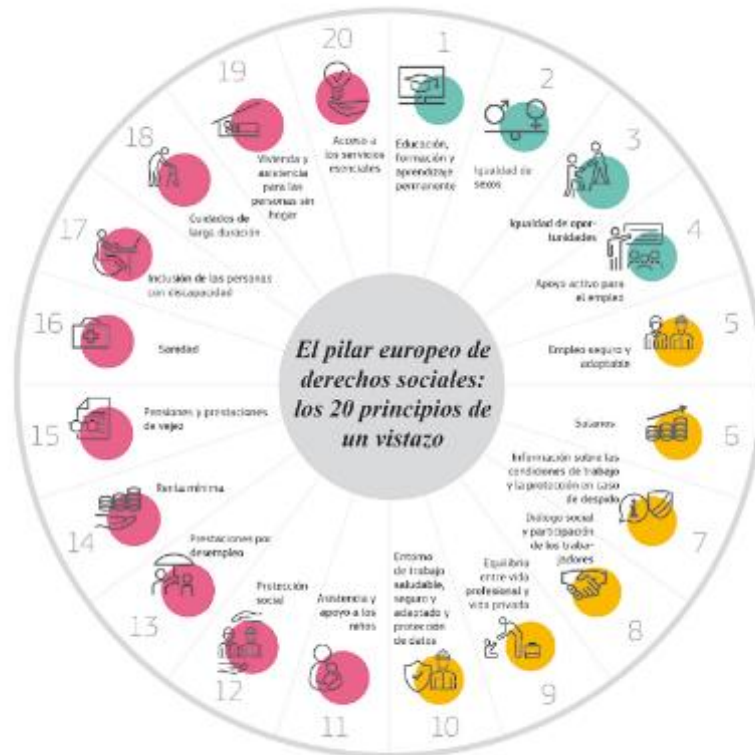 El pilar europeo de
derechos sociales:
los 20 principios de
un vistazo
1
Educación,
formación y
aprendizaje
permanente
2
Igualdad de
sexos
3
Igualdad de opor-
tunidades
4
Apoyo activo para
el empleo
5
Empleo seguro y
adaptable
6
Salarios
7
Información sobre las
condiciones de trabajo
y la protección en caso
de despido
8
Diálogo social
y participación
de los traba-
jadores
9
Equilibrio
entre vida
profesional y
vida privada
10
Entorno
de trabajo
saludable,
seguro y
adaptado y
protección
de datos
11
Asistencia y
apoyo a los
niños
12
Protección
social
13
Prestaciones por
desempleo
14
Renta mínima
15
Pensiones y prestaciones
de vejez
16
Sanidad
17
Inclusión de las personas
con discapacidad
18
Cuidados de
larga duración
19
Vivienda y
asistencia
para las
personas sin
hogar
20
Acceso a
los servicios
esenciales